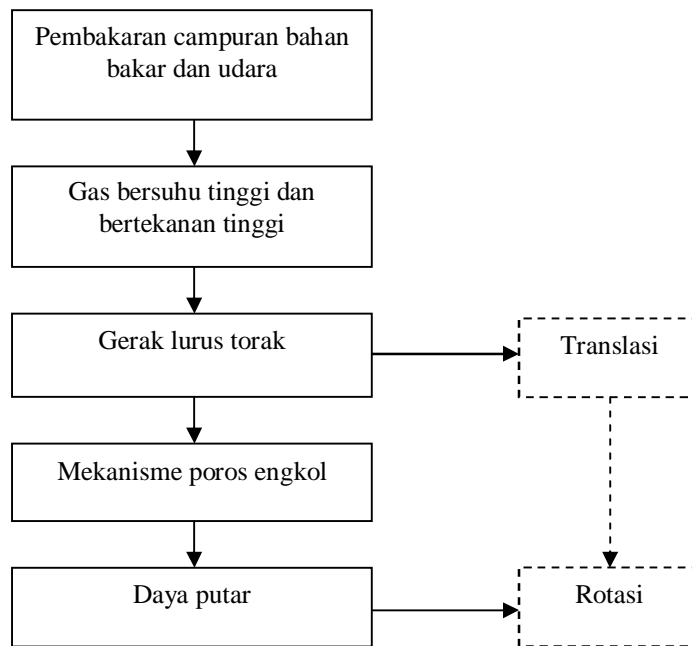 Pembakaran campuran bahan
bakar dan udara
Gas bersuhu tinggi dan
bertekanan tinggi
Gerak lurus torak
Translasi
Mekanisme poros engkol
Daya putar
Rotasi